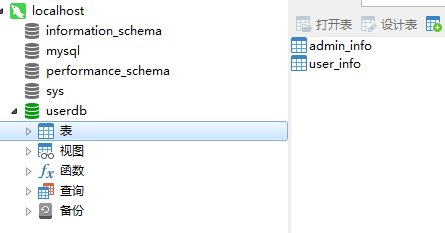 localhost
information_schema
mysql
performance_schema
sys
userdb
表
视图
fx 函数
查询
备份
打开表 设计表
admin_info
user_info